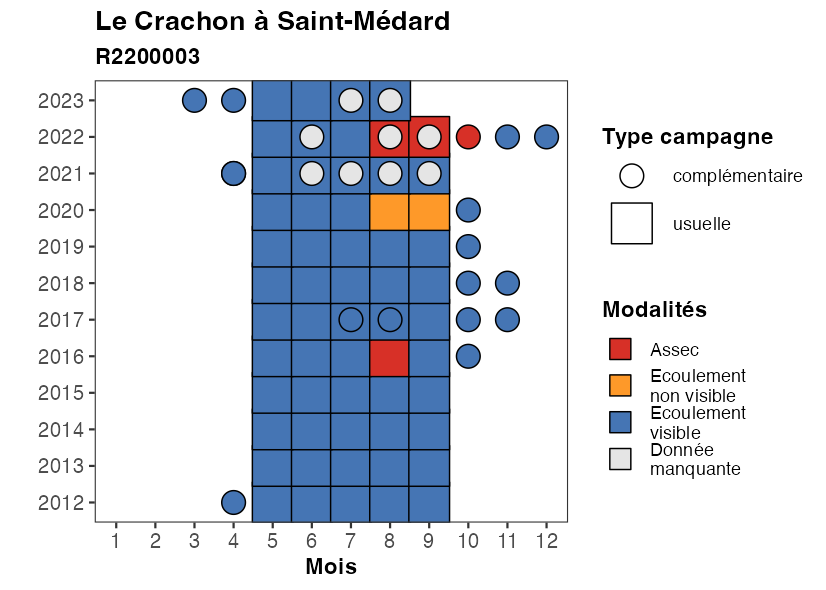 Le Crachon à Saint-Médard
R2200003
2023
2022
2021
2020
2019
2018
2017
2016
2015
2014
2013
2012
1 2 3 4 5 6 7 8 9 10 11 12
Mois
Type campagne
complémentaire
usuelle
Modalités
Assec
Ecoulement
non visible
Ecoulement
visible
Donnée
manquante